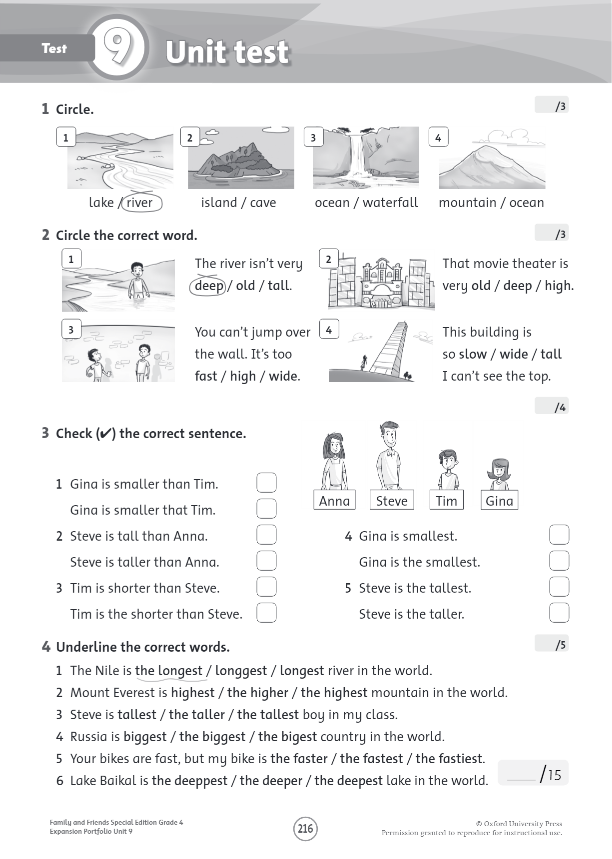 Test 9 Unit test
1 Circle. /3
1 2 3 4
lake / river island / cave ocean / waterfall mountain / ocean
2 Circle the correct word. /3
1 The river isn't very
deep / old / tall.
2 That movie theater is
very old / deep / high.
3 You can't jump over
the wall. It's too
fast / high / wide.
4 This building is
so slow / wide / tall
I can't see the top.
/4
3 Check (✔) the correct sentence.
Anna Steve Tim Gina
1 Gina is smaller than Tim.
Gina is smaller that Tim.
2 Steve is tall than Anna.
Steve is taller than Anna.
3 Tim is shorter than Steve.
Tim is the shorter than Steve.
4 Gina is smallest.
Gina is the smallest.
5 Steve is the tallest.
Steve is the taller.
4 Underline the correct words. /5
1 The Nile is the longest / longgest / longest river in the world.
2 Mount Everest is highest / the higher / the highest mountain in the world.
3 Steve is tallest / the taller / the tallest boy in my class.
4 Russia is biggest / the biggest / the bigest country in the world.
5 Your bikes are fast, but my bike is the faster / the fastest / the fastiest.
6 Lake Baikal is the deeppest / the deeper / the deepest lake in the world.
/15
Family and Friends Special Edition Grade 4
Expansion Portfolio Unit 9
216
© Oxford University Press
Permission granted to reproduce for instructional use.